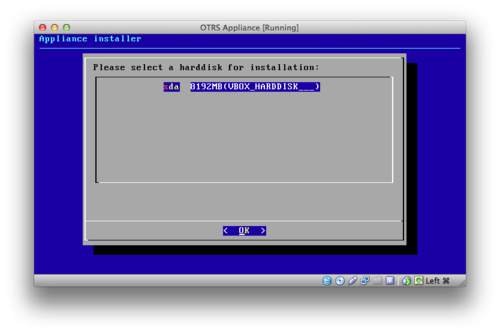 OTRS Appliance [Running]
Appliance installer
Please select a harddisk for installation:
sda 8192MB(VBOX_HARDDISK___)
< OK >
Left ⌘